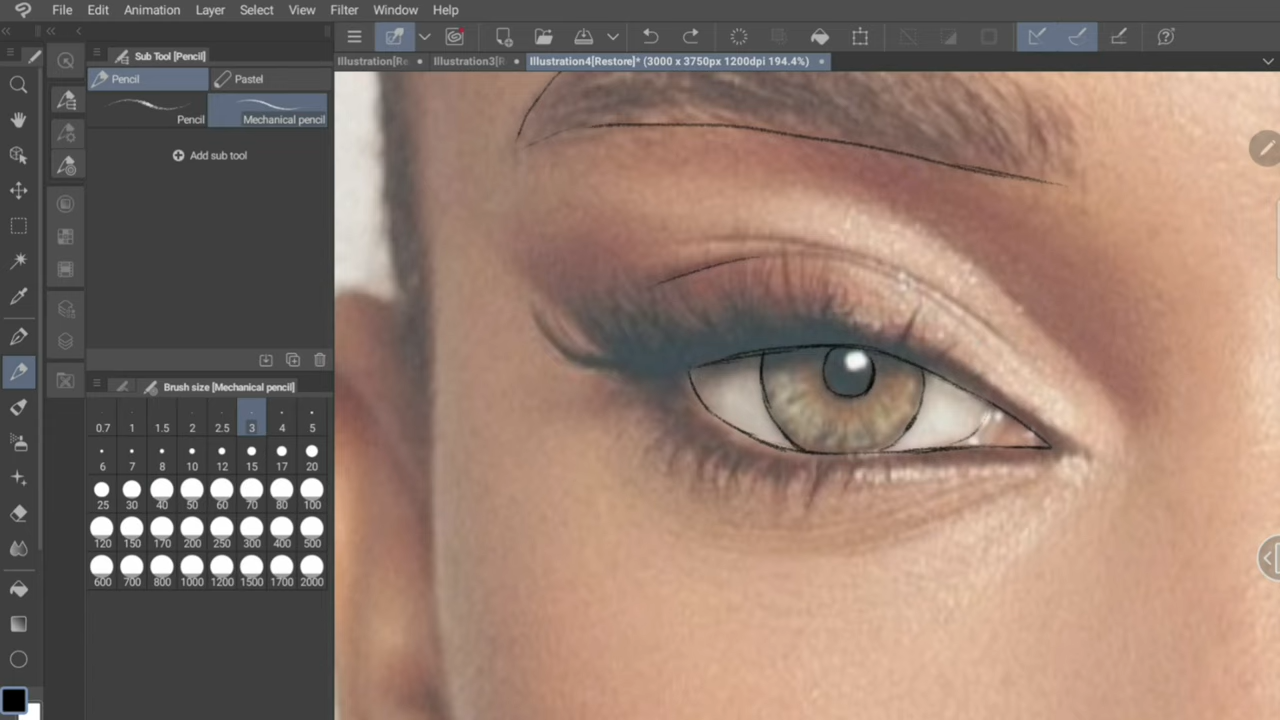 File Edit Animation Layer Select View Filter Window Help
Sub Tool [Pencil]
Illustration[Re
Illustration3[R
Illustration4[Restore]* (3000 x 3750px 1200dpi 194.4%)
Pencil
Pastel
Pencil
Mechanical pencil
Add sub tool
Brush size [Mechanical pencil]
0.7 1 1.5 2 2.5 3 4 5
6 7 8 10 12 15 17 20
25 30 40 50 60 70 80 100
120 150 170 200 250 300 400 500
600 700 800 1000 1200 1500 1700 2000